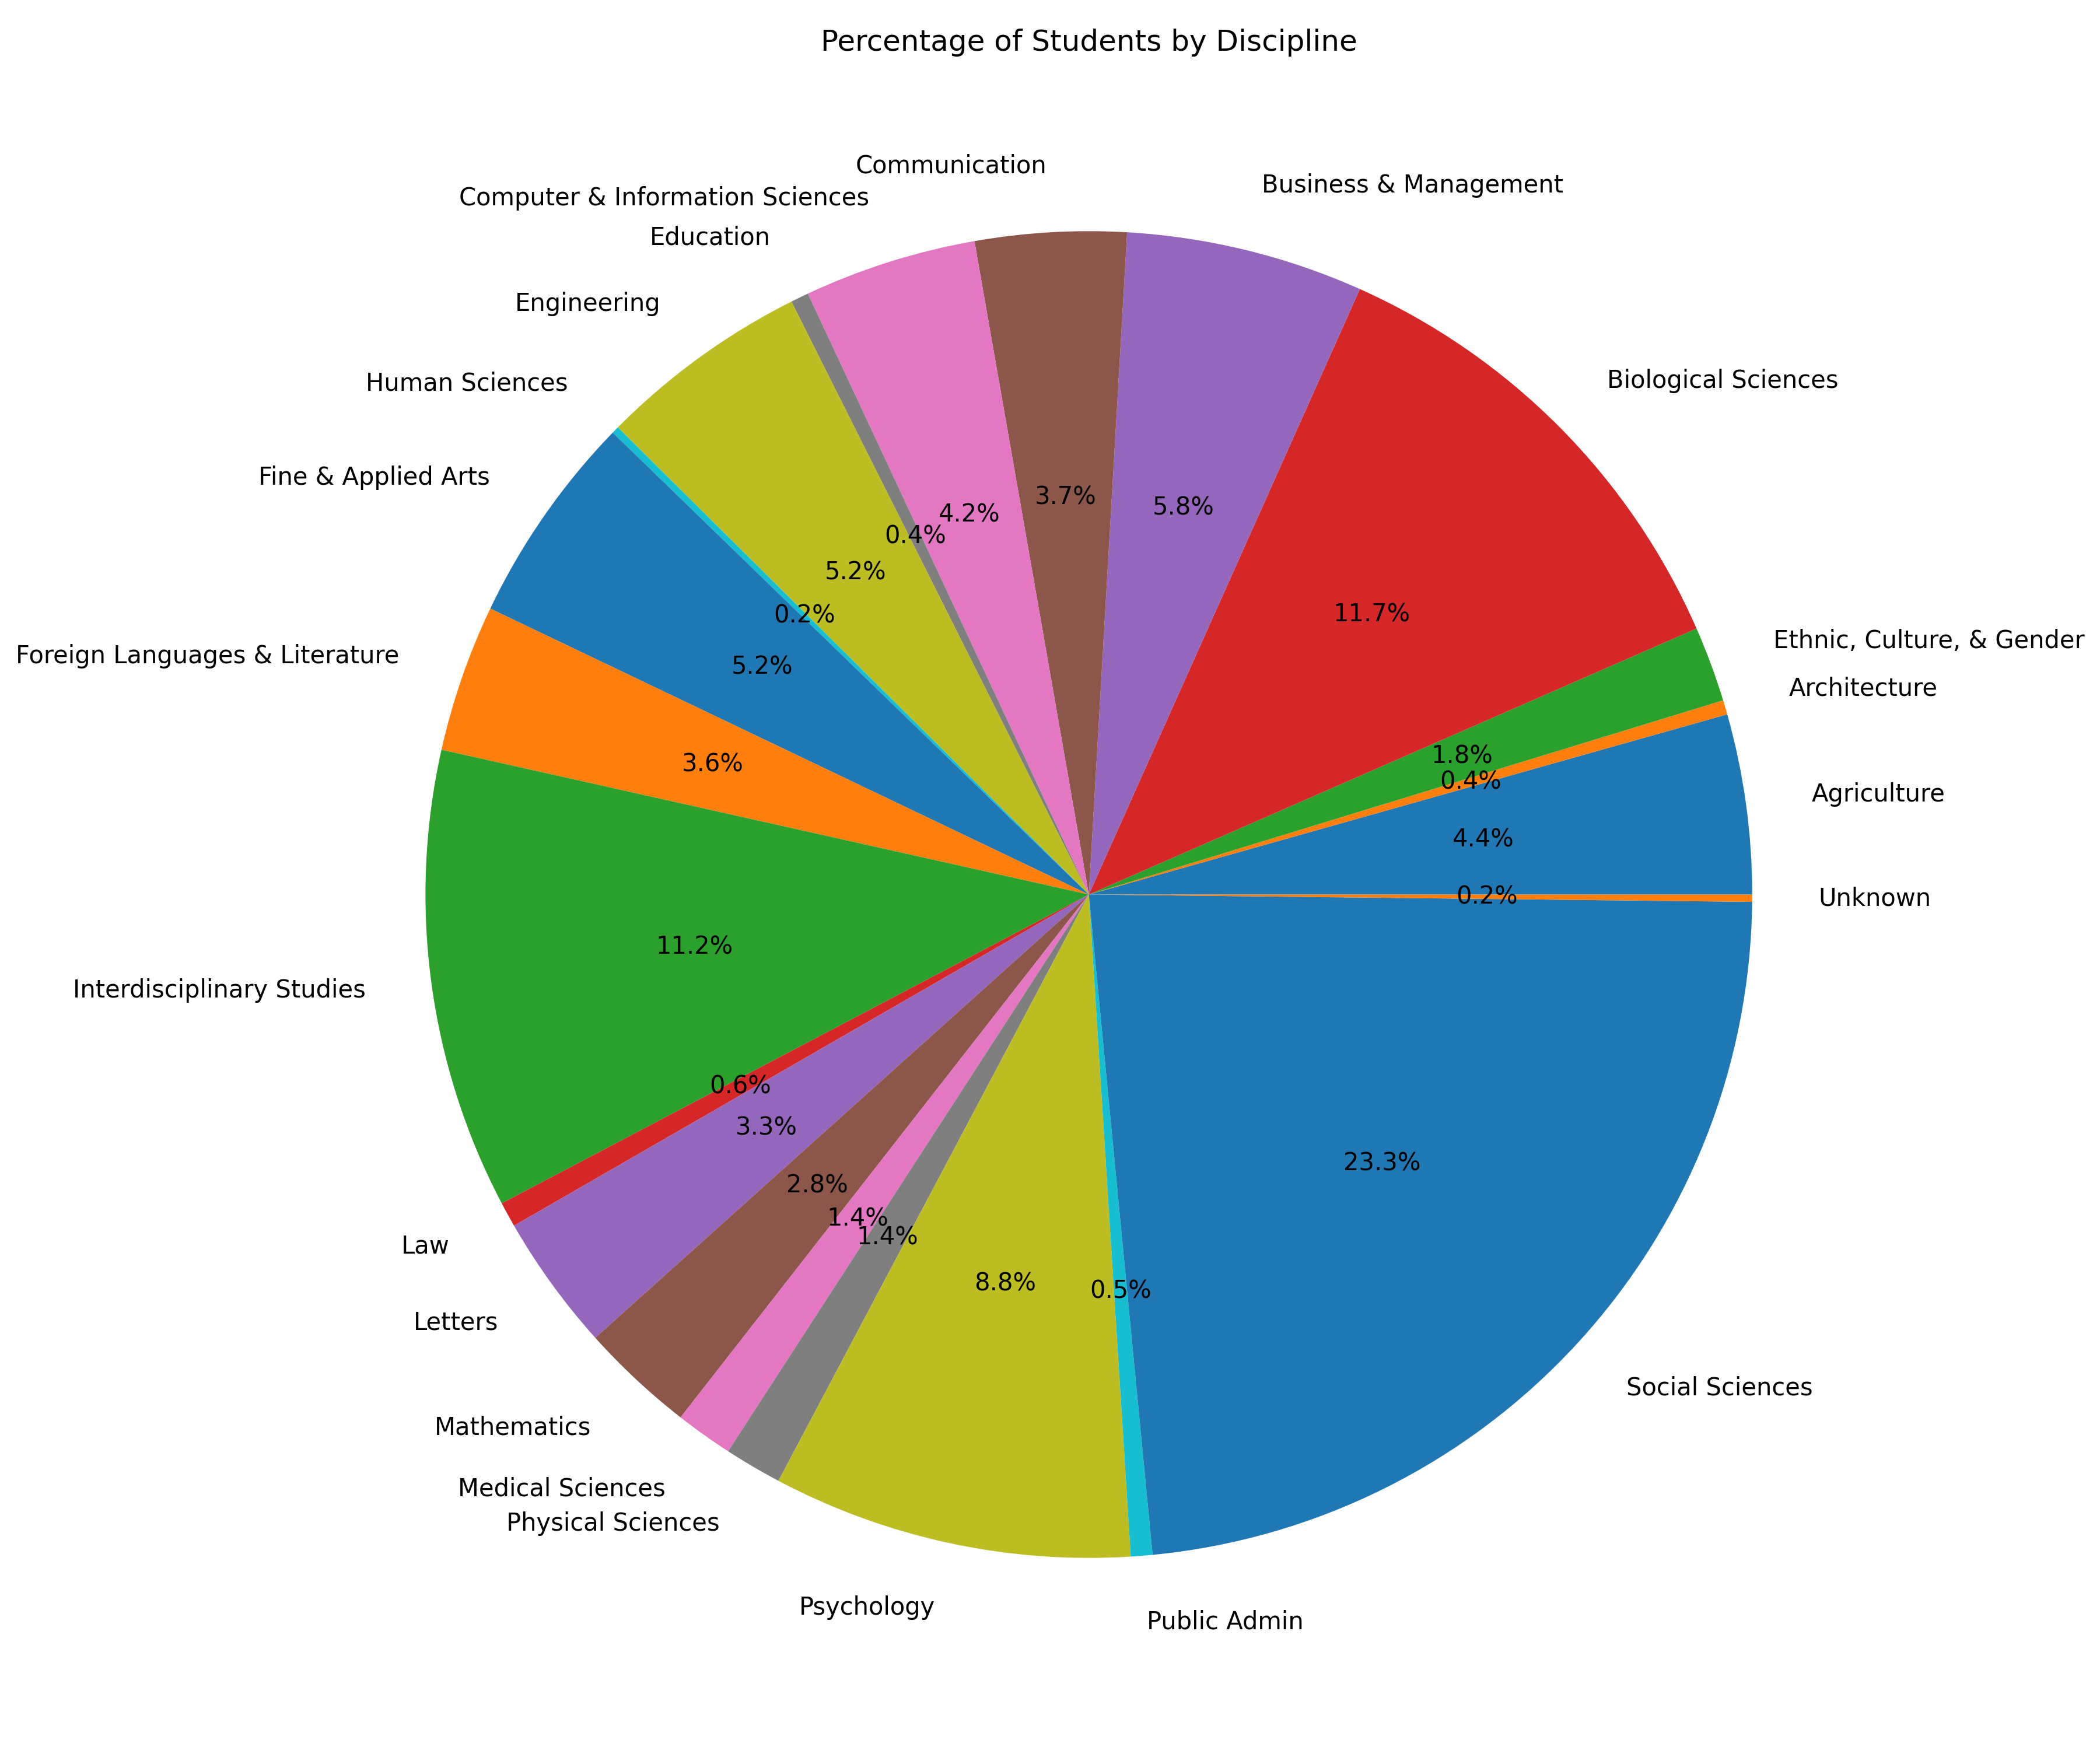 Percentage of Students by Discipline
Communication
Business & Management
Computer & Information Sciences
Education
Engineering
Biological Sciences
Human Sciences
Fine & Applied Arts
3.7%
5.8%
4.2%
0.4%
5.2%
11.7%
0.2%
Ethnic, Culture, & Gender
Foreign Languages & Literature
5.2%
Architecture
1.8%
3.6%
0.4%
Agriculture
4.4%
0.2%
Unknown
11.2%
Interdisciplinary Studies
0.6%
3.3%
23.3%
2.8%
1.4%
1.4%
Law
8.8%
0.5%
Letters
Social Sciences
Mathematics
Medical Sciences
Physical Sciences
Psychology
Public Admin